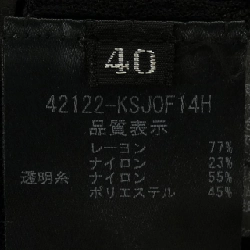 40
42122-KSJOF14H
品質表示
レーヨン 77%
ナイロン 23%
透明糸 ナイロン 55%
ポリエステル 45%